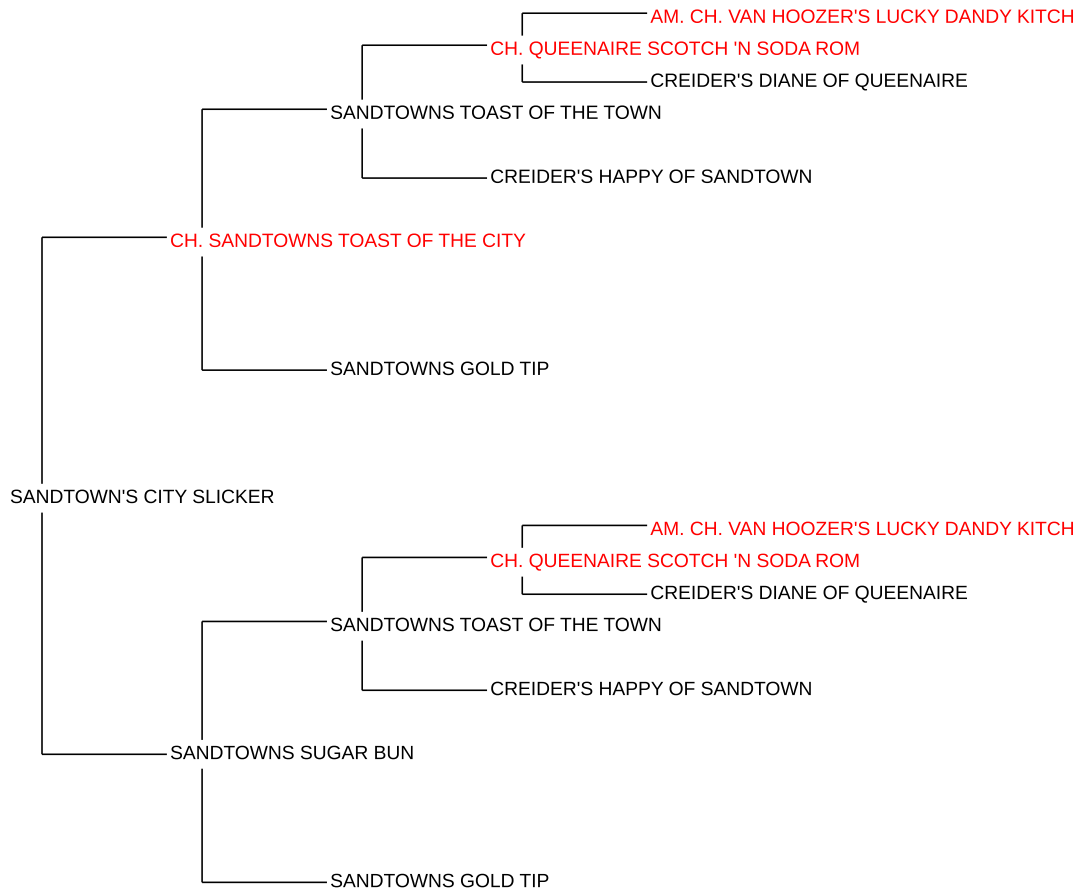 AM. CH. VAN HOOZER'S LUCKY DANDY KITCH
CH. QUEENAIRE SCOTCH 'N SODA ROM
CREIDER'S DIANE OF QUEENAIRE
SANDTOWNS TOAST OF THE TOWN
CREIDER'S HAPPY OF SANDTOWN
CH. SANDTOWNS TOAST OF THE CITY
SANDTOWNS GOLD TIP
SANDTOWN'S CITY SLICKER
AM. CH. VAN HOOZER'S LUCKY DANDY KITCH
CH. QUEENAIRE SCOTCH 'N SODA ROM
CREIDER'S DIANE OF QUEENAIRE
SANDTOWNS TOAST OF THE TOWN
CREIDER'S HAPPY OF SANDTOWN
SANDTOWNS SUGAR BUN
SANDTOWNS GOLD TIP